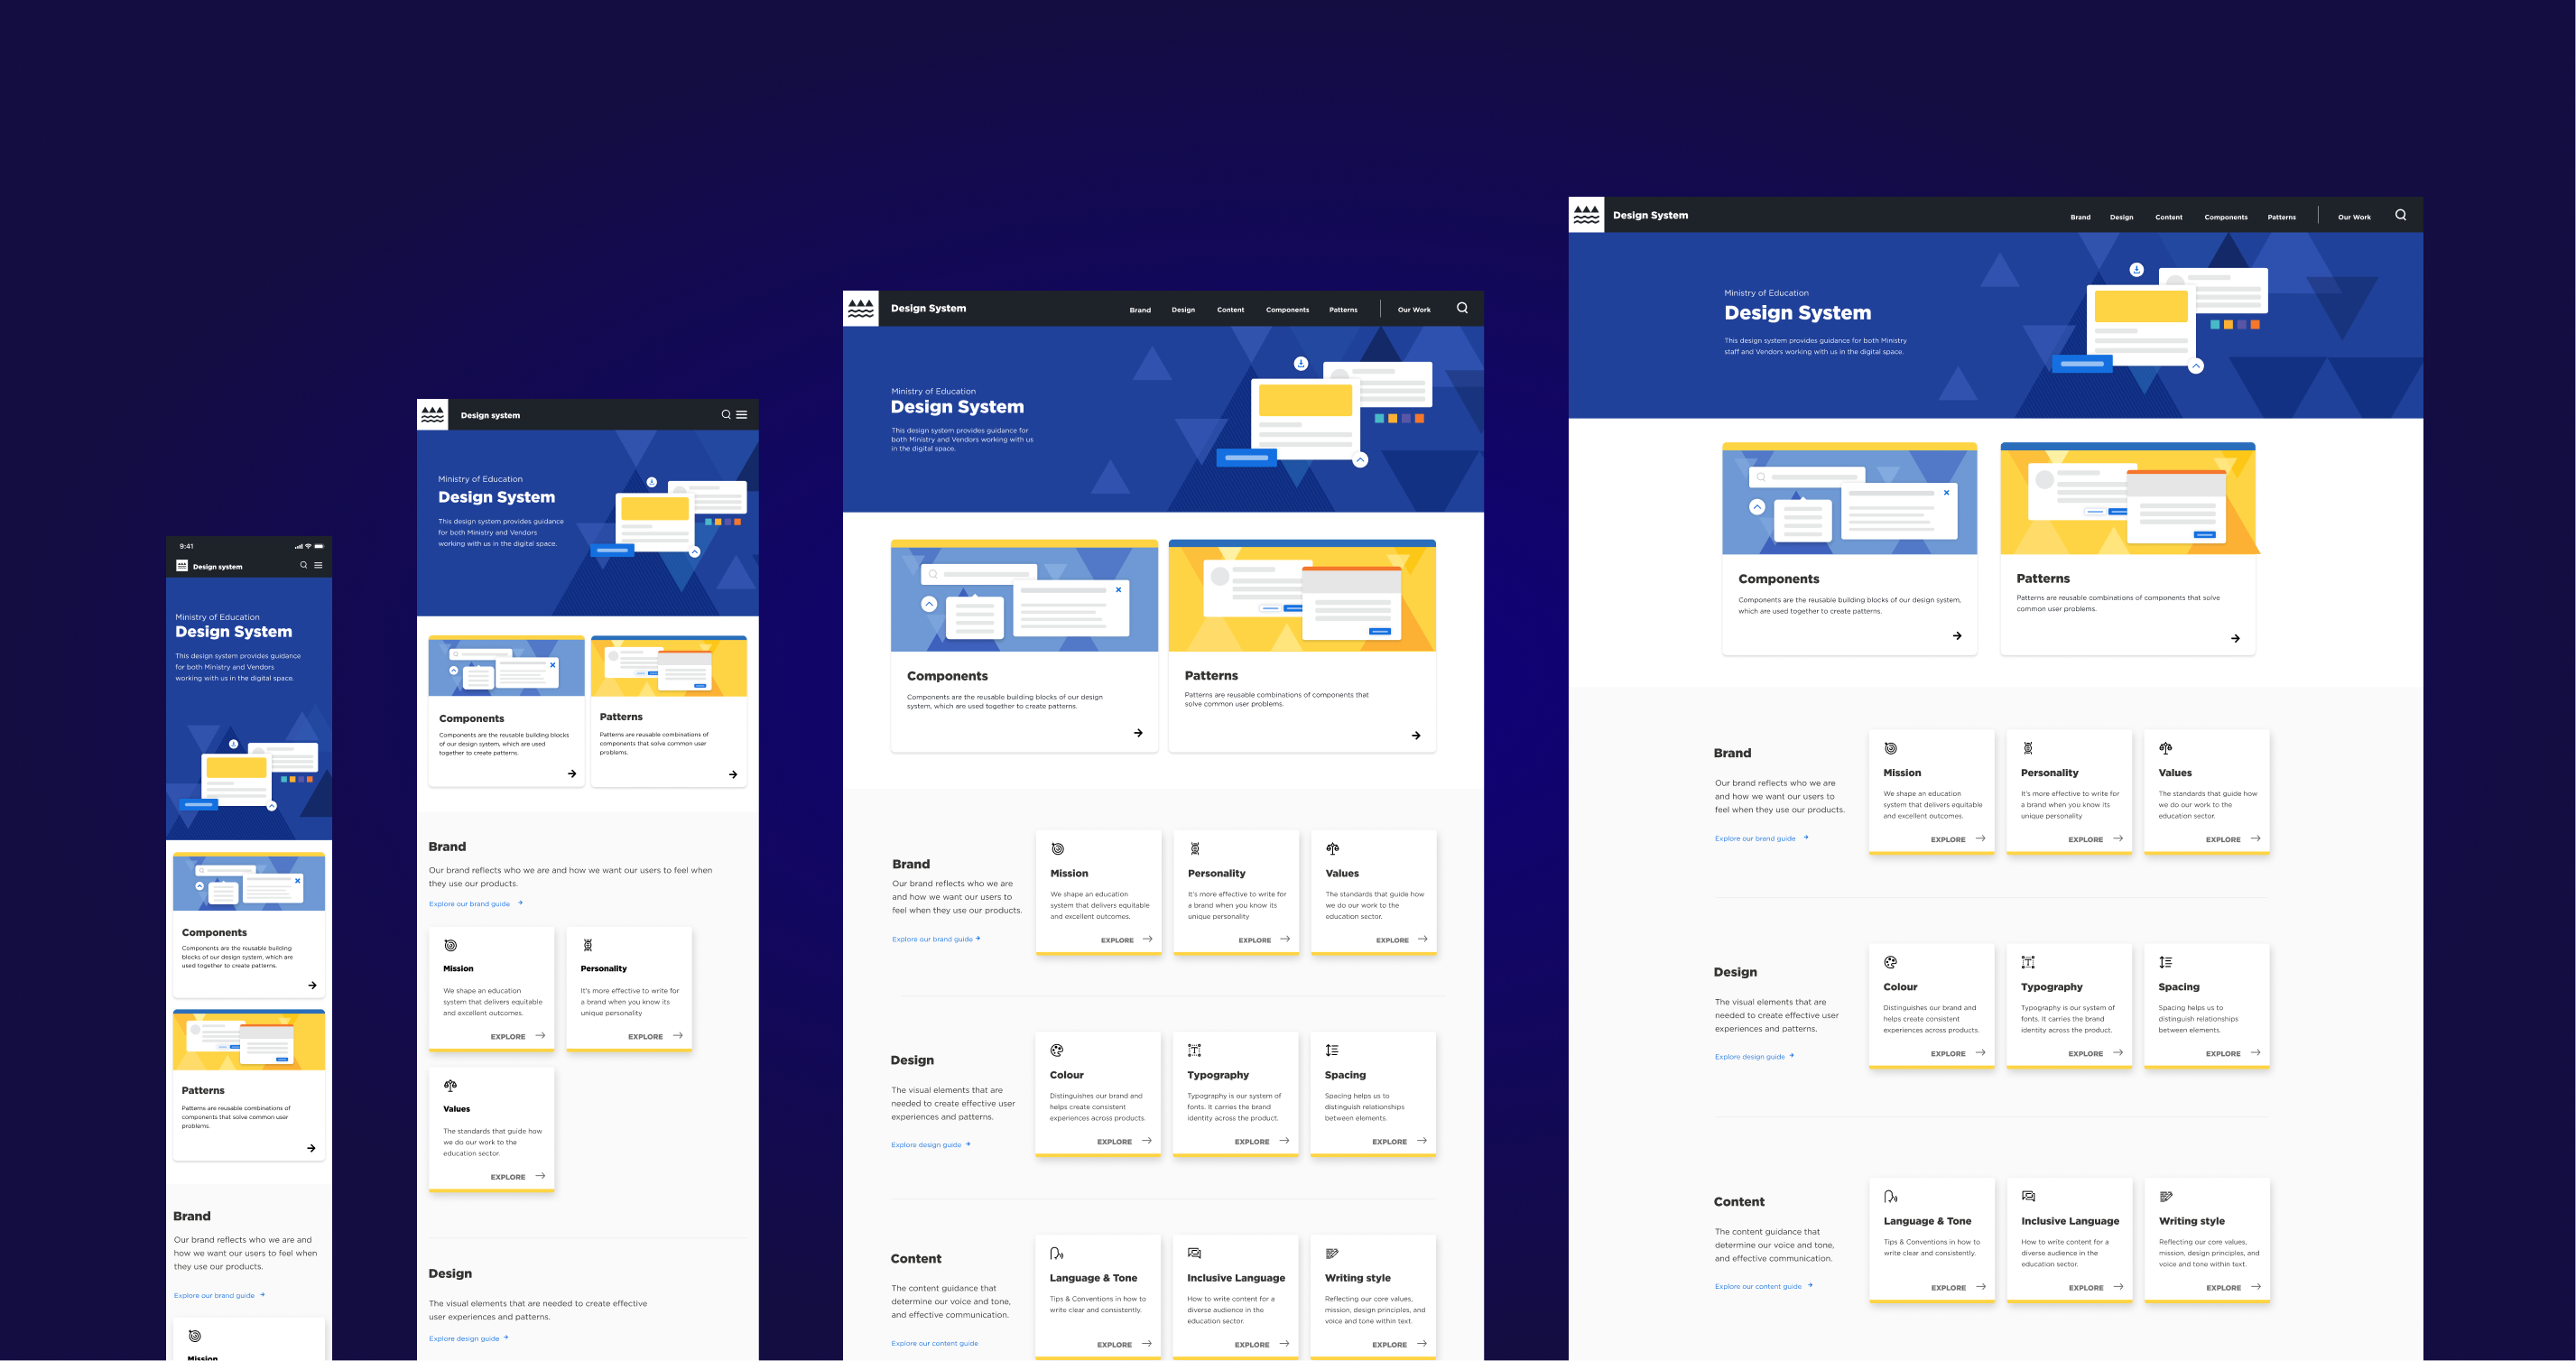 9:41
Design system
Ministry of Education
Design System
This design system provides guidance
for both Ministry and Vendors
working with us in the digital space.
Components
Components are the reusable building
blocks of our design system, which are
used together to create patterns.
Patterns
Patterns are reusable combinations of
components that solve common user
problems.
Brand
Our brand reflects who we are and
how we want our users to feel when
they use our products.
Explore our brand guide
Mission
Design system
Ministry of Education
Design System
This design system provides guidance
for both Ministry and Vendors
working with us in the digital space.
Components
Components are the reusable building blocks
of our design system, which are used
together to create patterns.
Patterns
Patterns are reusable combinations of
components that solve common user
problems.
Brand
Our brand reflects who we are and how we want our users to feel when
they use our products.
Explore our brand guide
Mission
We shape an education
system that delivers equitable
and excellent outcomes.
EXPLORE
Personality
It's more effective to write for
a brand when you know its
unique personality
EXPLORE
Values
The standards that guide how
we do our work to the
education sector.
EXPLORE
Design
The visual elements that are needed to create effective
user experiences and patterns.
Explore design guide
Design System
Brand Design Content Components Patterns Our Work
Ministry of Education
Design System
This design system provides guidance for
both Ministry and Vendors working with us
in the digital space.
Components
Components are the reusable building blocks of our design
system, which are used together to create patterns.
Patterns
Patterns are reusable combinations of components that
solve common user problems.
Brand
Our brand reflects who we are
and how we want our users to
feel when they use our products.
Explore our brand guide
Mission
We shape an education
system that delivers equitable
and excellent outcomes.
EXPLORE
Personality
It's more effective to write for
a brand when you know its
unique personality
EXPLORE
Values
The standards that guide how
we do our work to the
education sector.
EXPLORE
Design
The visual elements that are
needed to create effective user
experiences and patterns.
Explore design guide
Colour
Distinguishes our brand and
helps create consistent
experiences across products.
EXPLORE
Typography
Typography is our system of
fonts. It carries the brand
identity across the product.
EXPLORE
Spacing
Spacing helps us to
distinguish relationships
between elements.
EXPLORE
Content
The content guidance that
determine our voice and tone,
and effective communication.
Explore our content guide
Language & Tone
Tips & Conventions in how to
write clear and consistently.
EXPLORE
Inclusive Language
How to write content for a
diverse audience in the
education sector.
EXPLORE
Writing style
Reflecting our core values,
mission, design principles, and
voice and tone within text.
EXPLORE
Design System
Brand Design Content Components Patterns Our Work
Ministry of Education
Design System
This design system provides guidance for both Ministry
staff and Vendors working with us in the digital space.
Components
Components are the reusable building blocks of our design system,
which are used together to create patterns.
Patterns
Patterns are reusable combinations of components that solve
common user problems.
Brand
Our brand reflects who we are
and how we want our users to
feel when they use our products.
Explore our brand guide
Mission
We shape an education
system that delivers equitable
and excellent outcomes.
EXPLORE
Personality
It's more effective to write for
a brand when you know its
unique personality
EXPLORE
Values
The standards that guide how
we do our work to the
education sector.
EXPLORE
Design
The visual elements that are
needed to create effective user
experiences and patterns.
Explore design guide
Colour
Distinguishes our brand and
helps create consistent
experiences across products.
EXPLORE
Typography
Typography is our system of
fonts. It carries the brand
identity across the product.
EXPLORE
Spacing
Spacing helps us to
distinguish relationships
between elements.
EXPLORE
Content
The content guidance that
determine our voice and tone,
and effective communication.
Explore our content guide
Language & Tone
Tips & Conventions in how to
write clear and consistently.
EXPLORE
Inclusive Language
How to write content for a
diverse audience in the
education sector.
EXPLORE
Writing style
Reflecting our core values,
mission, design principles, and
voice and tone within text.
EXPLORE